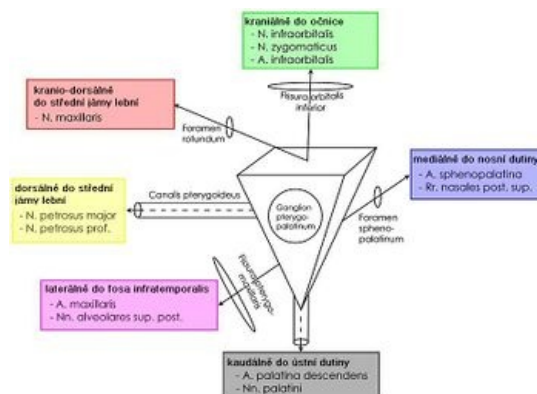 kraniálně do očnice
- N. infraorbitalis
- N. zygomaticus
- A. infraorbitalis
kranio-dorsálně
do střední jámy lební
- N. maxillaris
Foramen
rotundum
Fissura orbitalis
inferior
mediálně do nosní dutiny
- A. sphenopalatina
- Rr. nasales post. sup.
dorsálně do střední
jámy lební
- N. petrosus major
- N. petrosus prof.
Canalis pterygoideus
Ganglion
pterygo-
palatinum
Foramen
spheno-
palatinum
laterálně do fosa infratemporalis
- A. maxillaris
- Nn. alveolares sup. post.
Fissura pterygo-
maxillaris
kaudálně do ústní dutiny
- A. palatina descendens
- Nn. palatini